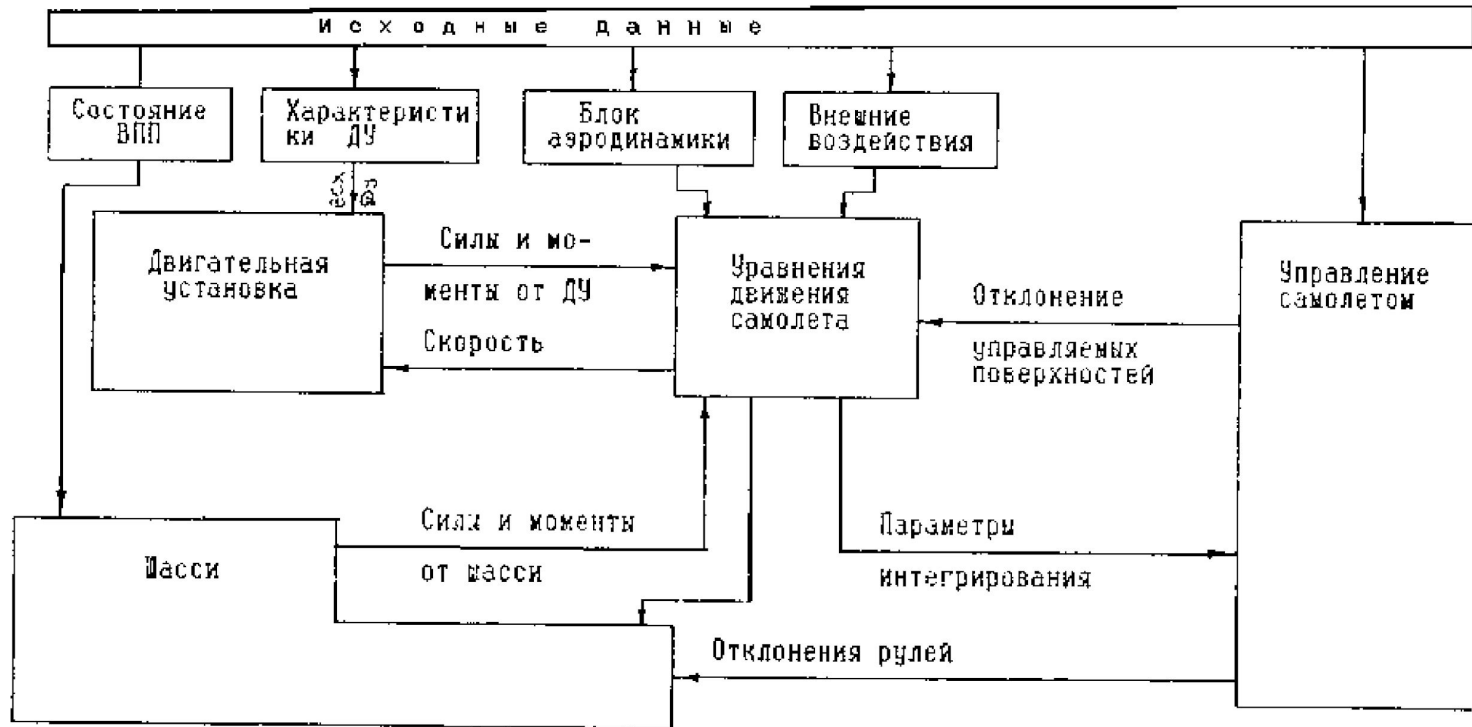 Исходные данные
Состояние
ВПП
Характеристи
ки ДУ
Блок
аэродинамики
Внешние
воздействия
Двигательная
установка
Силы и мо-
менты от ДУ
Скорость
Уравнения
движения
самолета
Отклонение
управляемых
поверхностей
Управление
самолетом
Шасси
Силы и моменты
от шасси
Параметры
интегрирования
Отклонения рулей